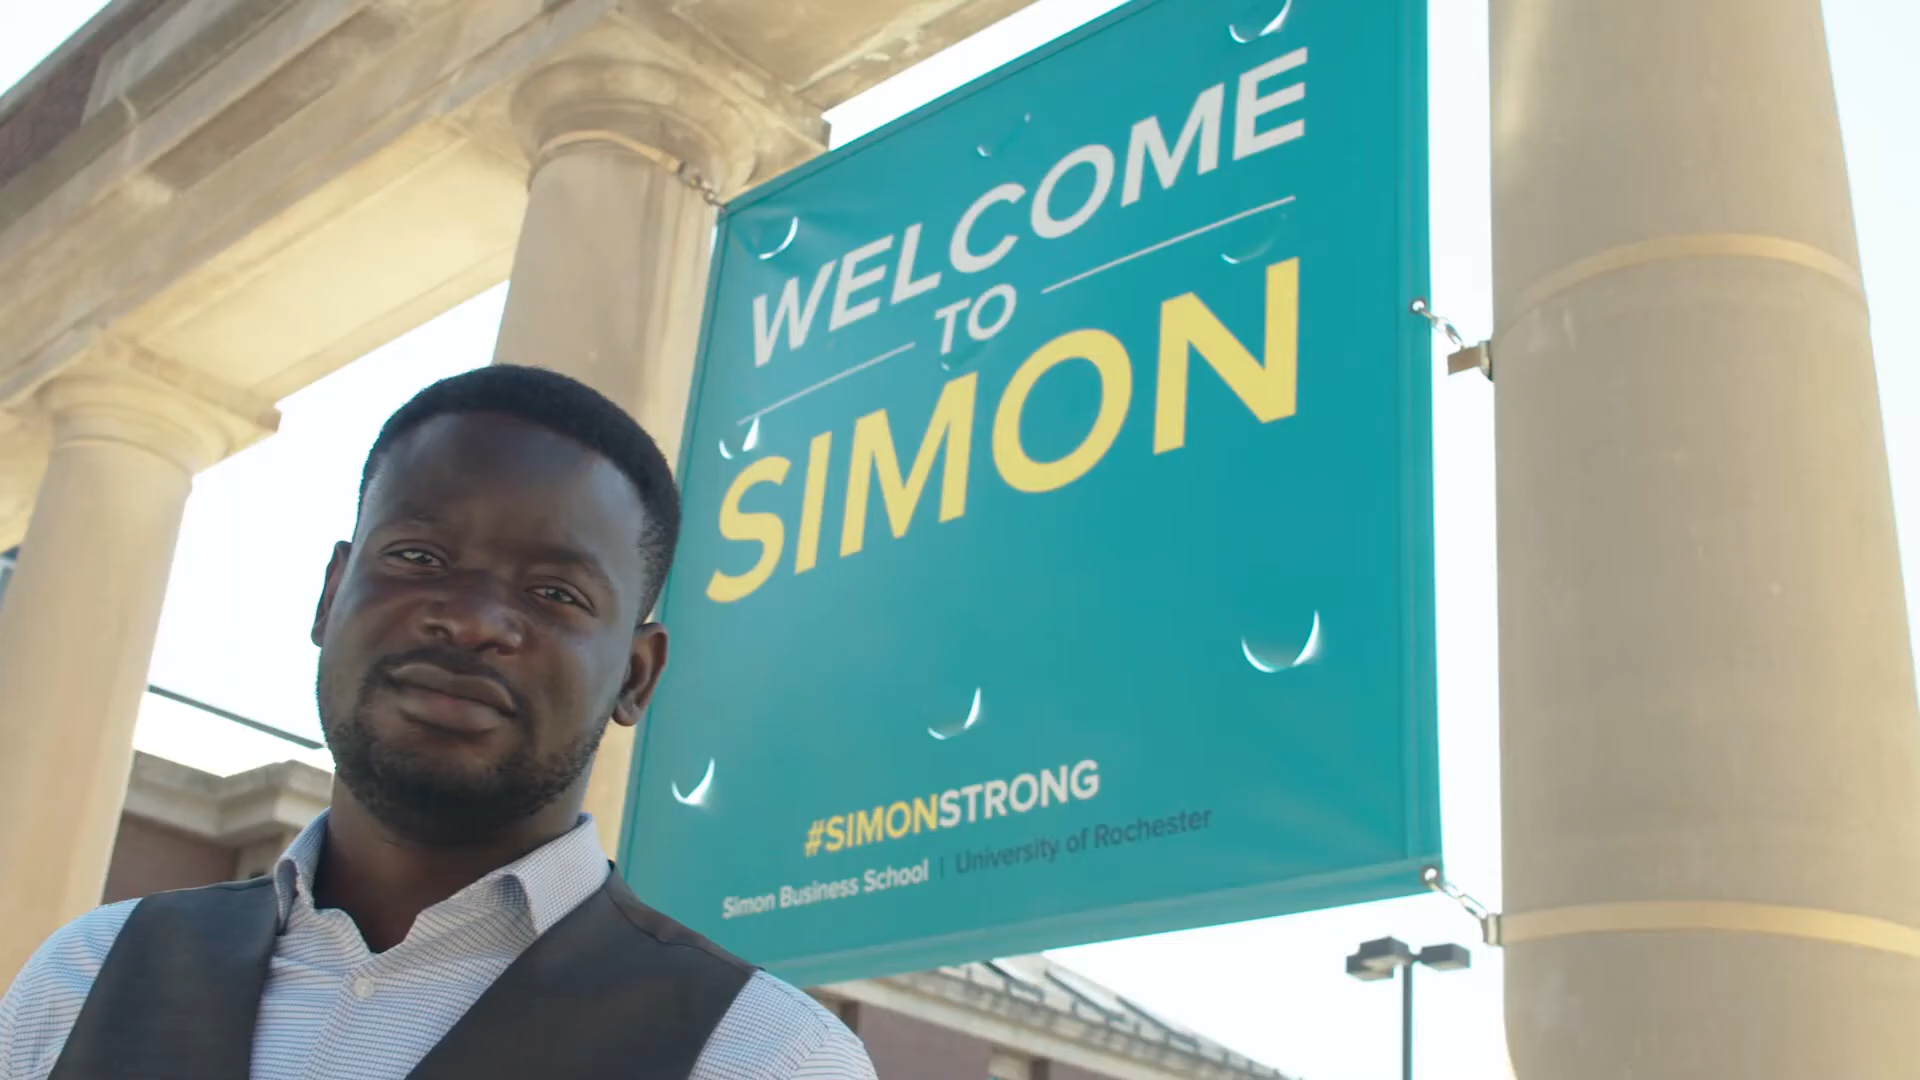 WELCOME
TO
SIMON
#SIMONSTRONG
Simon Business School | University of Rochester